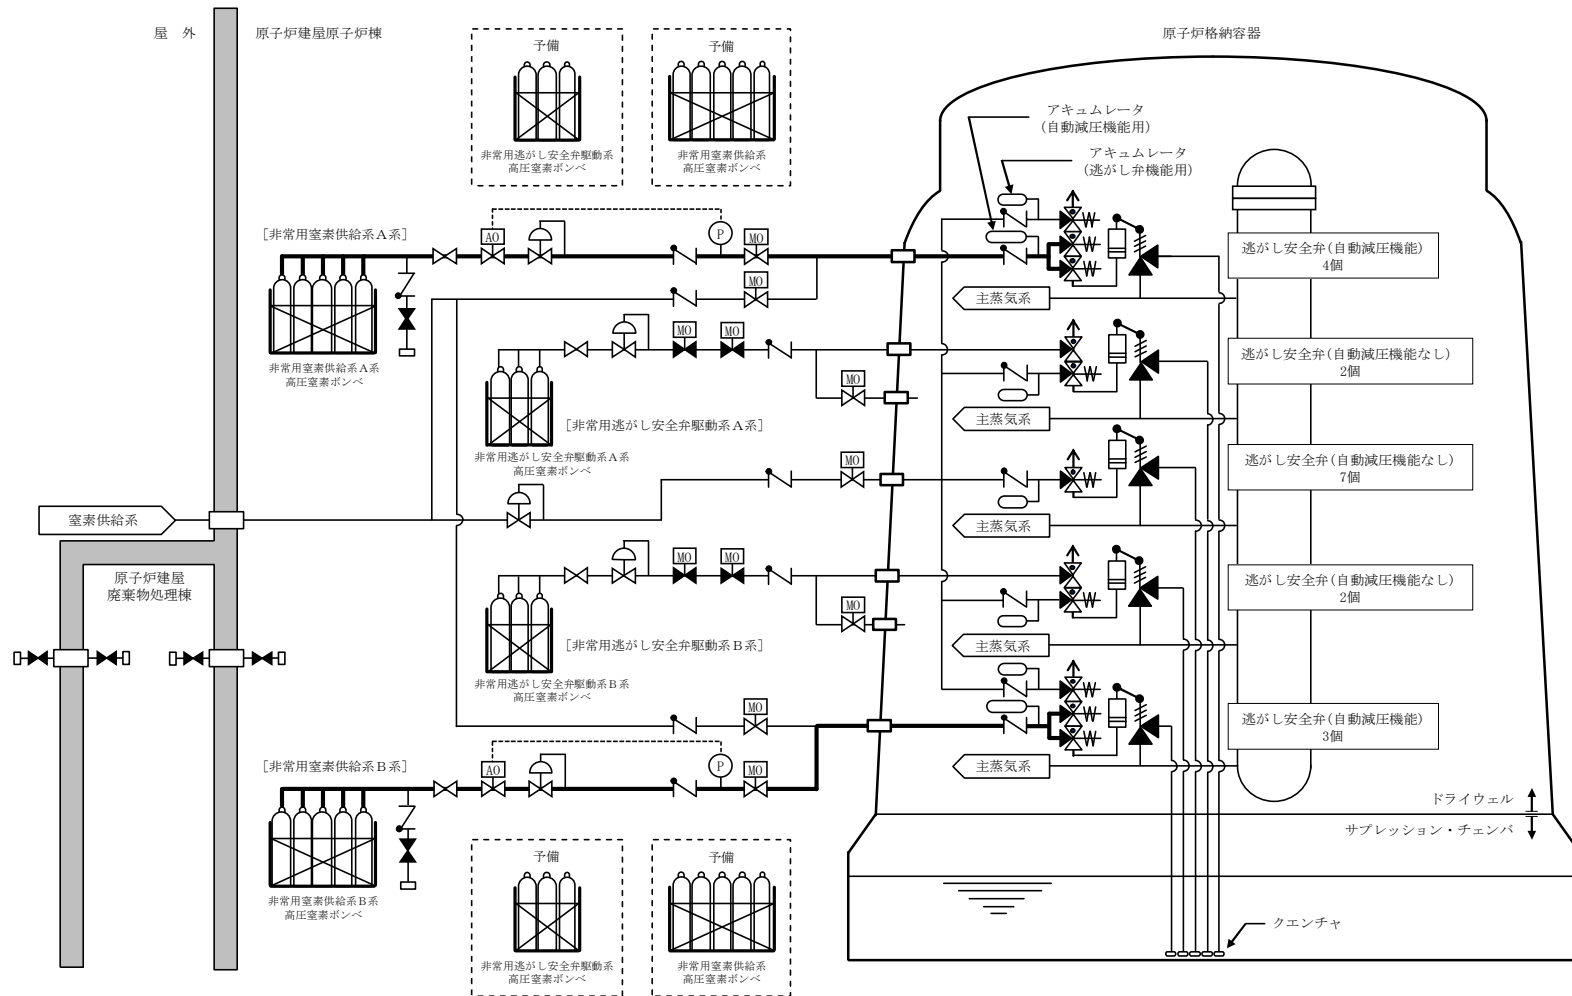 屋 外
原子炉建屋原子炉棟
予備
非常用逃がし安全弁駆動系
高圧窒素ボンベ
予備
非常用窒素供給系
高圧窒素ボンベ
原子炉格納容器
アキュムレータ
(自動減圧機能用)
アキュムレータ
(逃がし弁機能用)
[非常用窒素供給系A系]
AO
P
MO
MO
非常用窒素供給系A系
高圧窒素ボンベ
逃がし安全弁(自動減圧機能)
4個
主蒸気系
MO
MO
MO
[非常用逃がし安全弁駆動系A系]
非常用逃がし安全弁駆動系A系
高圧窒素ボンベ
逃がし安全弁(自動減圧機能なし)
2個
主蒸気系
MO
逃がし安全弁(自動減圧機能なし)
7個
主蒸気系
窒素供給系
原子炉建屋
廃棄物処理棟
MO
MO
MO
[非常用逃がし安全弁駆動系B系]
非常用逃がし安全弁駆動系B系
高圧窒素ボンベ
逃がし安全弁(自動減圧機能なし)
2個
主蒸気系
MO
逃がし安全弁(自動減圧機能)
3個
主蒸気系
[非常用窒素供給系B系]
AO
P
MO
非常用窒素供給系B系
高圧窒素ボンベ
ドライウェル
サプレッション・チェンバ
予備
非常用逃がし安全弁駆動系
高圧窒素ボンベ
予備
非常用窒素供給系
高圧窒素ボンベ
クエンチャ